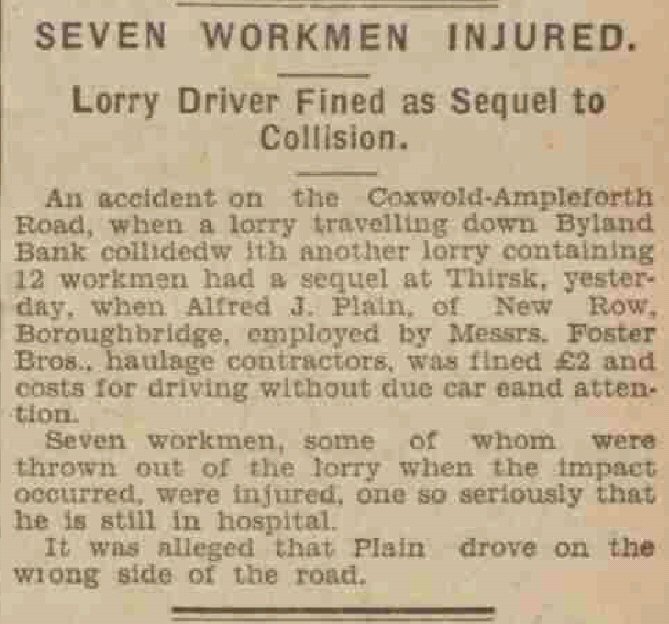 SEVEN WORKMEN INJURED.
Lorry Driver Fined as Sequel to
Collision.
An accident on the Coxwold-Ampleforth
Road, when a lorry travelling down Byland
Bank collidedw ith another lorry containing
12 workmen had a sequel at Thirsk, yester-
day, when Alfred J. Plain, of New Row,
Boroughbridge, employed by Messrs. Foster
Bros., haulage contractors, was fined £2 and
costs for driving without due car eand atten-
tion.
Seven workmen, some of whom were
thrown out of the lorry when the impact
occurred, were injured, one so seriously that
he is still in hospital.
It was alleged that Plain drove on the
wrong side of the road.